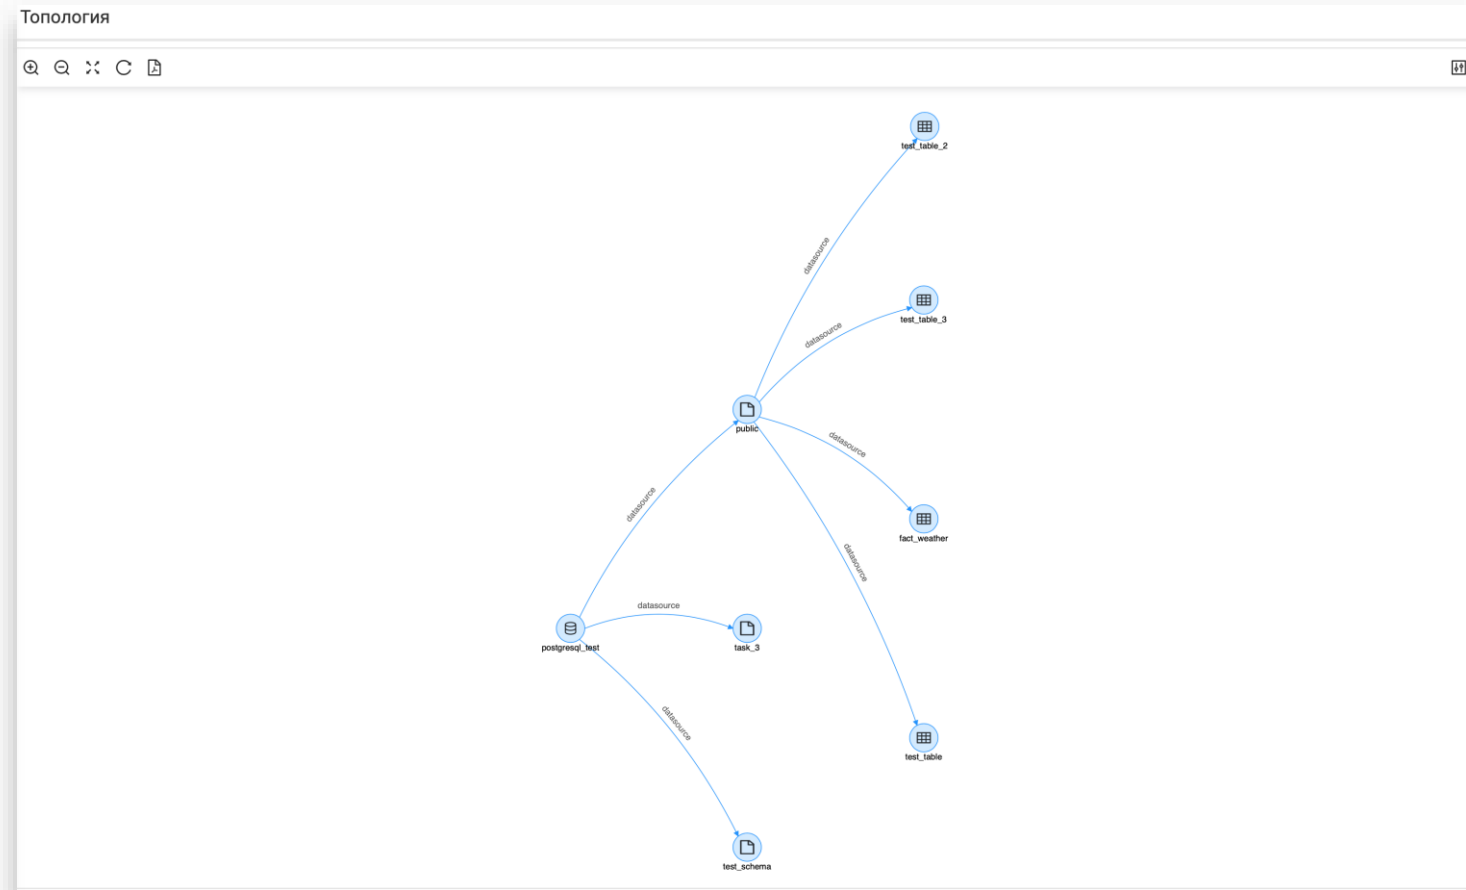 Топология
test_table_2
datasource
test_table_3
datasource
public
datasource
datasource
fact_weather
datasource
datasource
postgresql_test
task_3
datasource
test_table
test_schema